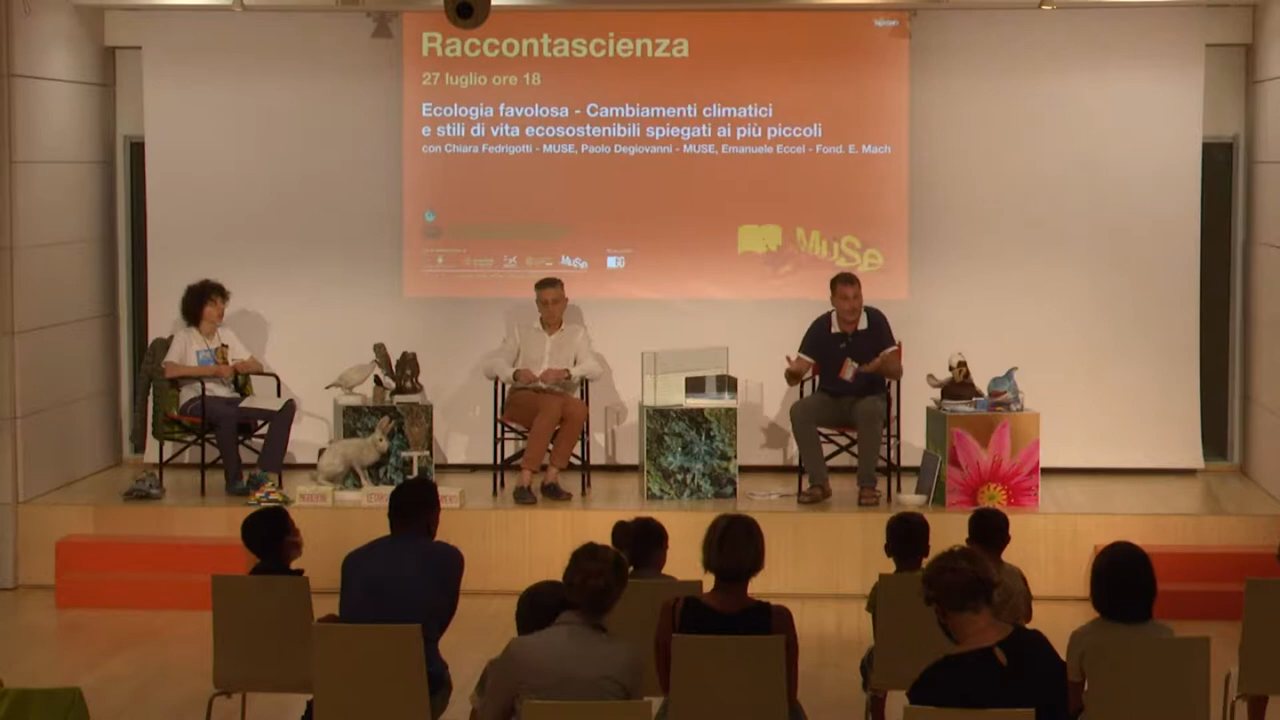 Raccontascienza
27 luglio ore 18
Ecologia favolosa - Cambiamenti climatici
e stili di vita ecosostenibili spiegati ai più piccoli
con Chiara Fedrigotti - MUSE, Paolo Degiovanni - MUSE, Emanuele Eccel - Fond. E. Mach
MUSe
MUSe